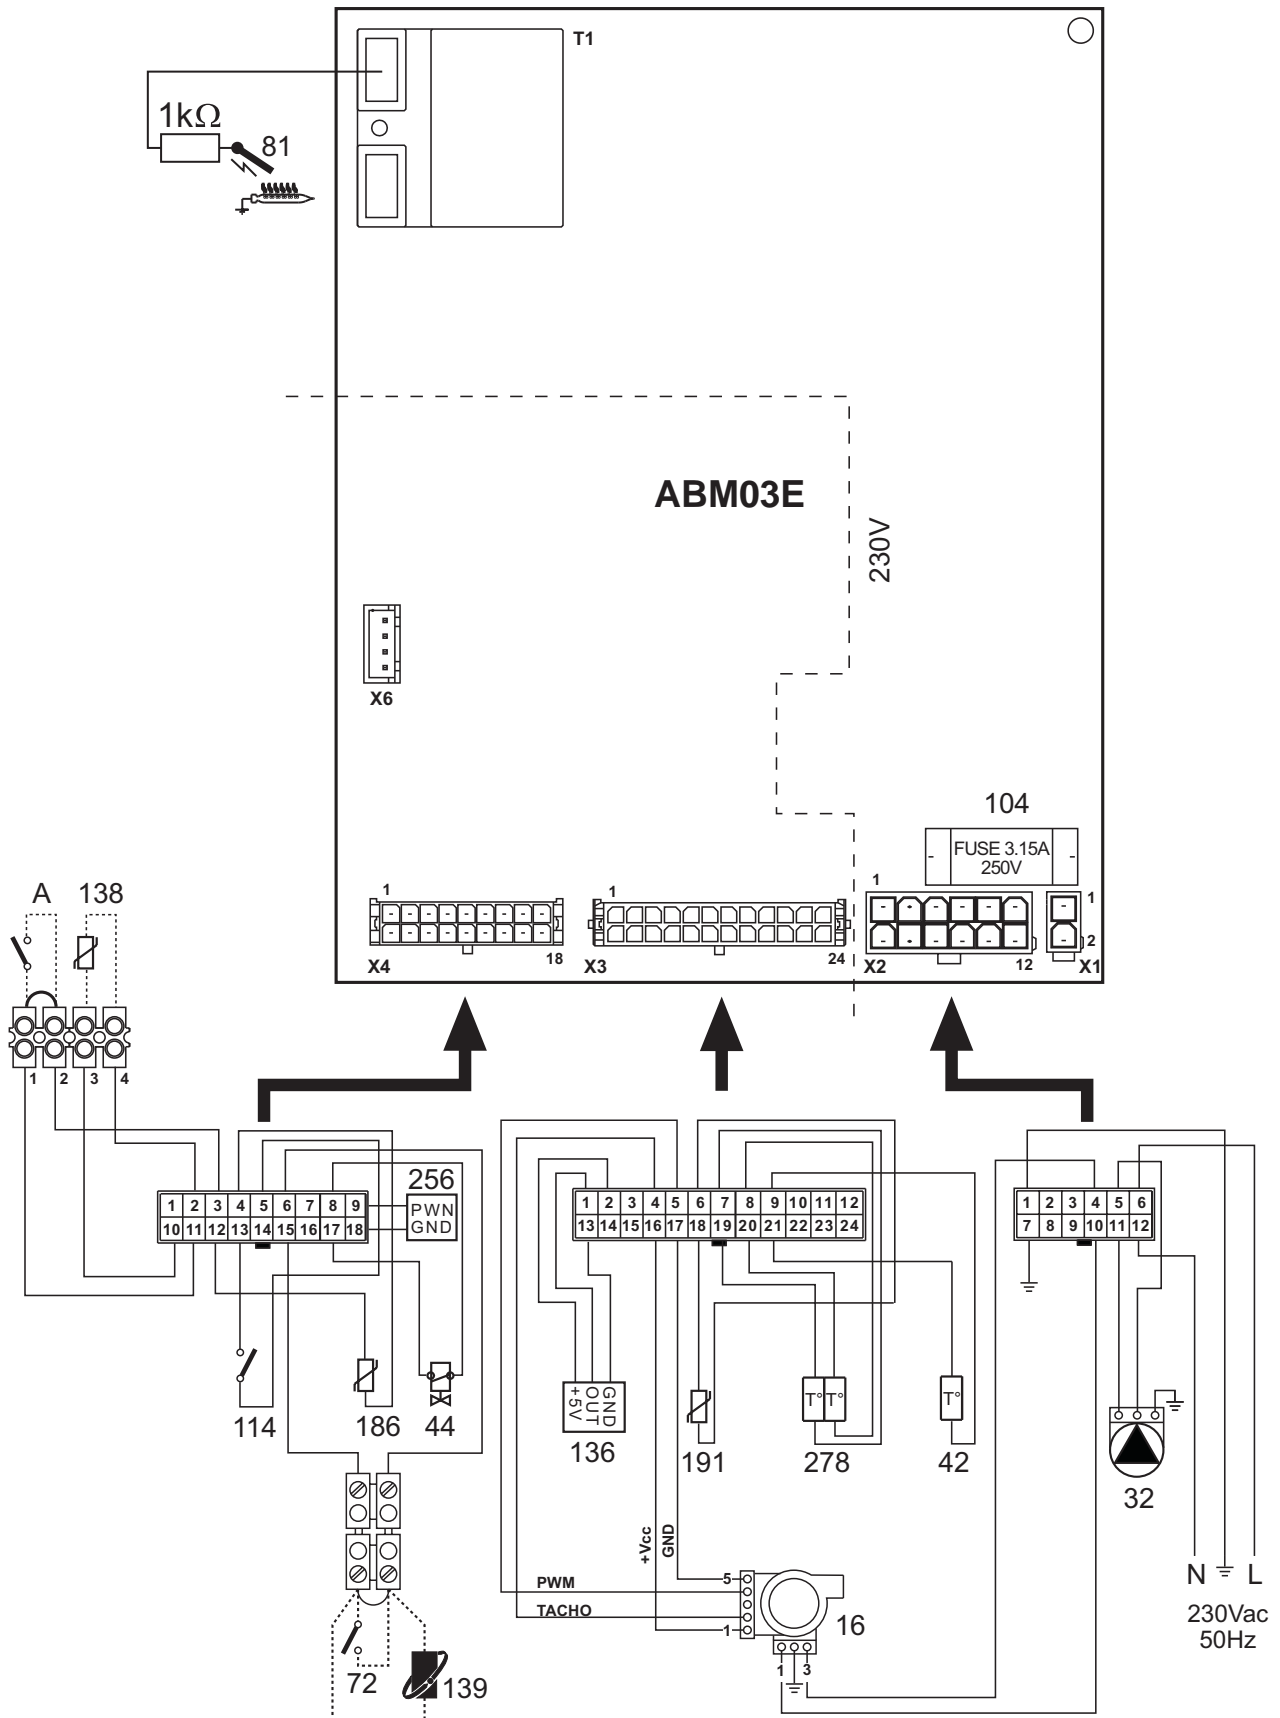 T1
1kΩ
81
ABM03E
230V
X6
104
FUSE 3.15A
250V
1
1
1
1
18
24
12
2
X4
X3
X2
X1
A
138
1
2
3
4
256
PWN
GND
1 2 3 4 5 6 7 8 9
10 11 12 13 14 15 16 17 18
1 2 3 4 5 6 7 8 9 10 11 12
13 14 15 16 17 18 19 20 21 22 23 24
1 2 3 4 5 6
7 8 9 10 11 12
114
186
44
+5V
OUT
GND
136
191
T° T°
278
T°
42
32
+Vcc
GND
PWM
TACHO
5
1
16
1
3
N
L
230Vac
50Hz
72
139